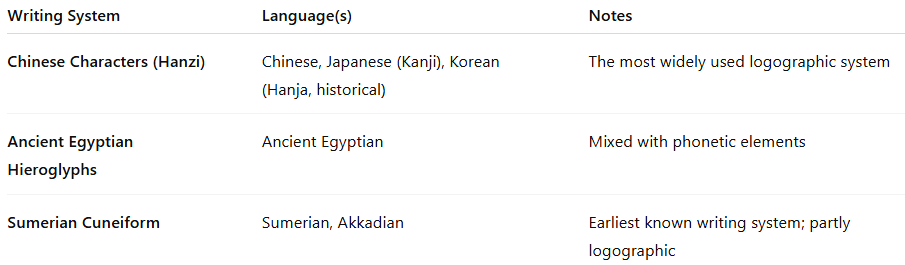 Writing System Language(s) Notes
Chinese Characters (Hanzi) Chinese, Japanese (Kanji), Korean The most widely used logographic system
(Hanja, historical)
Ancient Egyptian Ancient Egyptian Mixed with phonetic elements
Hieroglyphs
Sumerian Cuneiform Sumerian, Akkadian Earliest known writing system; partly
logographic